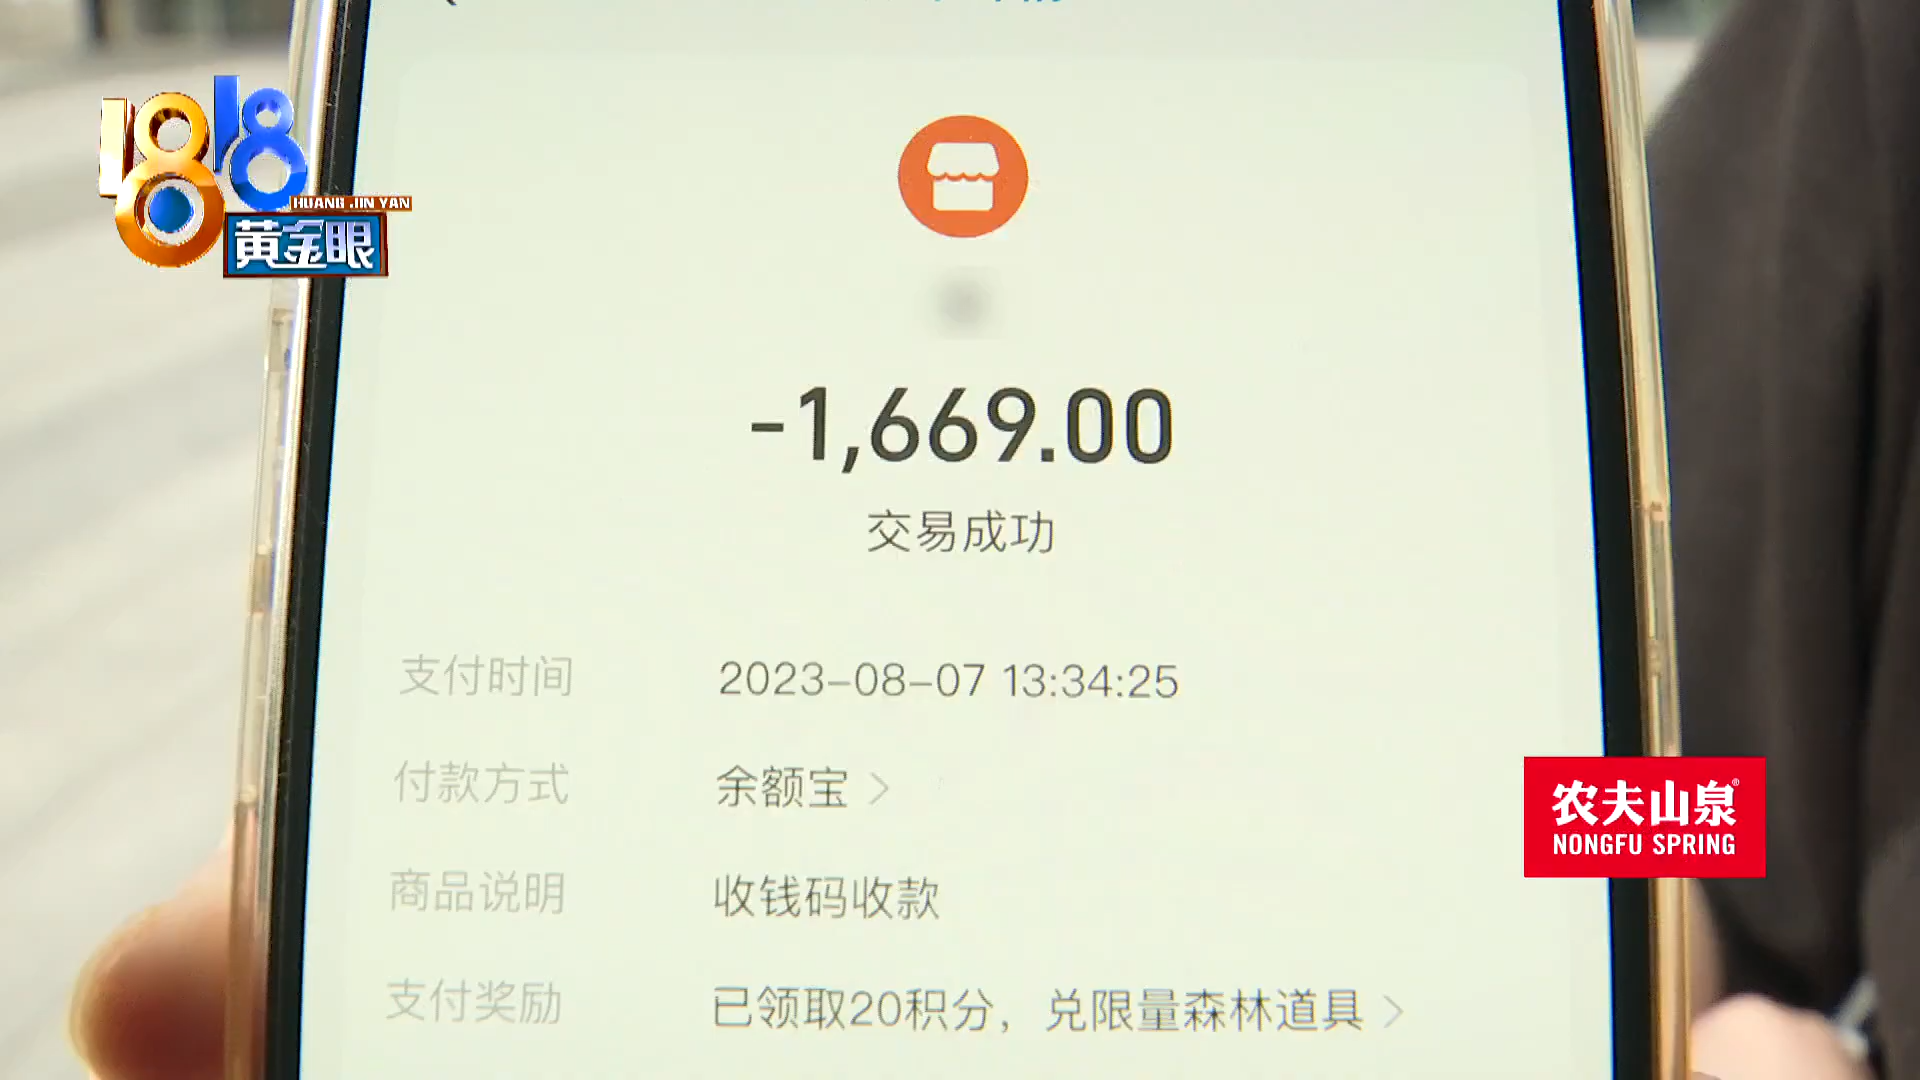 1818
HUANG JIN YAN
黄金眼
-1,669.00
交易成功
支付时间 2023-08-07 13:34:25
付款方式 余额宝 >
商品说明 收钱码收款
支付奖励 已领取20积分，兑限量森林道具 >
农夫山泉®
NONGFU SPRING